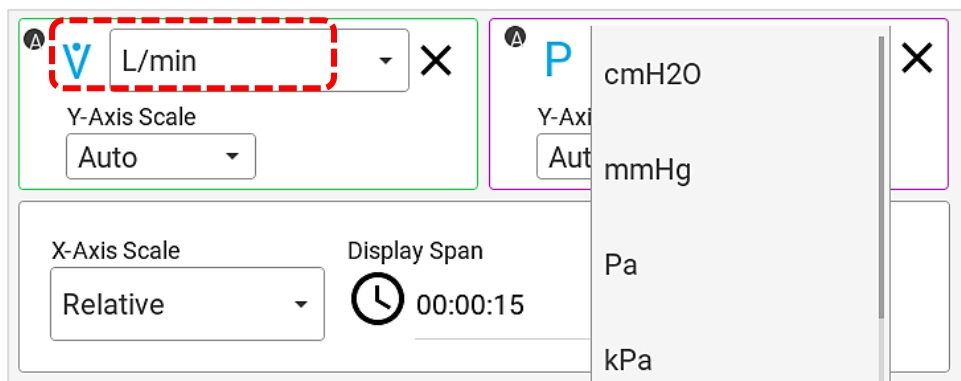 A V̇ L/min
Y-Axis Scale
Auto
A P
Y-Axi
Aut
cmH2O
mmHg
Pa
kPa
X-Axis Scale
Relative
Display Span
00:00:15